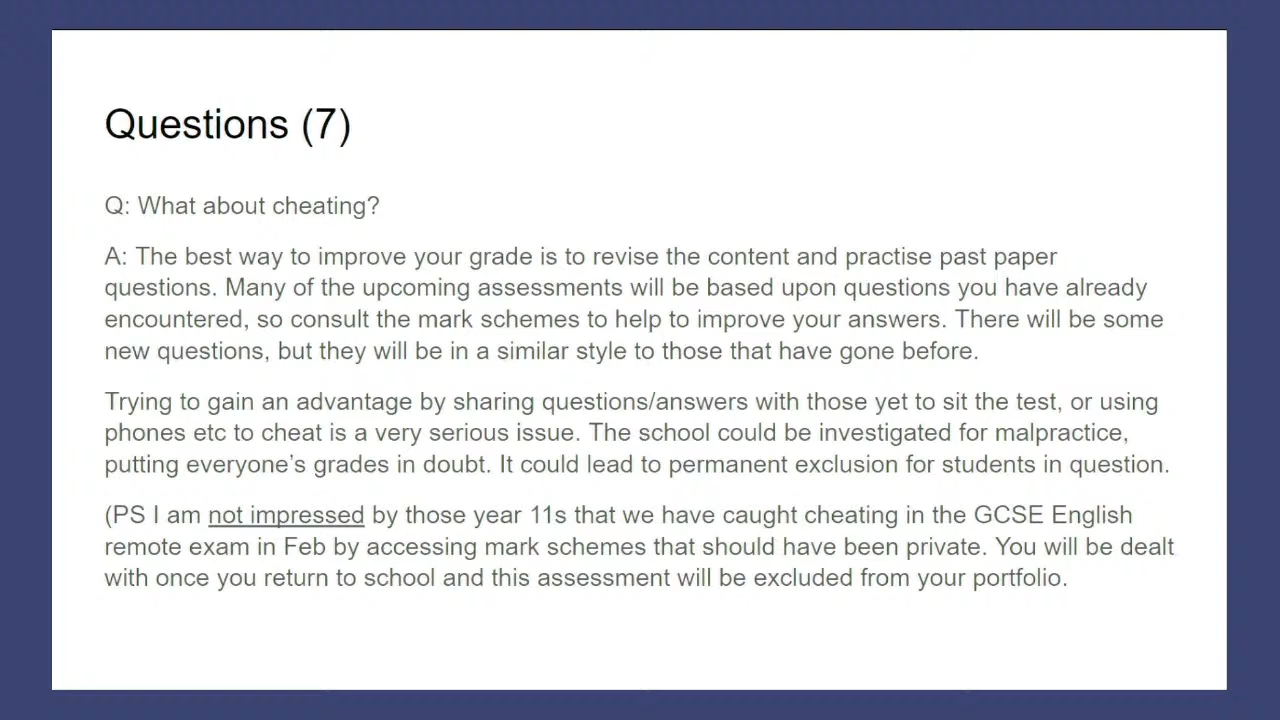 Questions (7)
Q: What about cheating?
A: The best way to improve your grade is to revise the content and practise past paper
questions. Many of the upcoming assessments will be based upon questions you have already
encountered, so consult the mark schemes to help to improve your answers. There will be some
new questions, but they will be in a similar style to those that have gone before.
Trying to gain an advantage by sharing questions/answers with those yet to sit the test, or using
phones etc to cheat is a very serious issue. The school could be investigated for malpractice,
putting everyone’s grades in doubt. It could lead to permanent exclusion for students in question.
(PS I am not impressed by those year 11s that we have caught cheating in the GCSE English
remote exam in Feb by accessing mark schemes that should have been private. You will be dealt
with once you return to school and this assessment will be excluded from your portfolio.